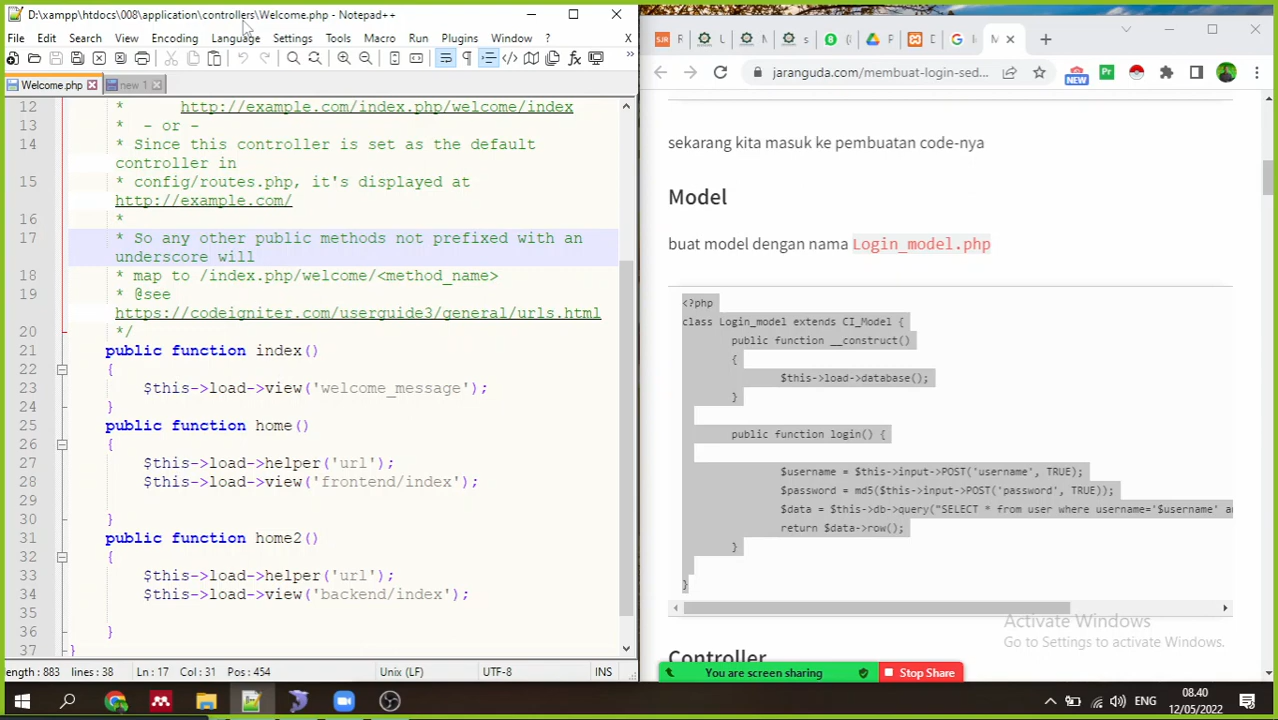 D:\xampp\htdocs\008\application\controllers\Welcome.php - Notepad++
File Edit Search View Encoding Language Settings Tools Macro Run Plugins Window ? X
Welcome.php new 1
12 * http://example.com/index.php/welcome/index
13 * - or -
14 * Since this controller is set as the default
controller in
15 * config/routes.php, it's displayed at
http://example.com/
16 *
17 * So any other public methods not prefixed with an
underscore will
18 * map to /index.php/welcome/<method_name>
19 * @see
https://codeigniter.com/userguide3/general/urls.html
20 */
21 public function index()
22 {
23 $this->load->view('welcome_message');
24 }
25 public function home()
26 {
27 $this->load->helper('url');
28 $this->load->view('frontend/index');
29
30 }
31 public function home2()
32 {
33 $this->load->helper('url');
34 $this->load->view('backend/index');
35
36 }
37 }
ength : 883 lines : 38 Ln : 17 Col : 31 Pos : 454 Unix (LF) UTF-8 INS
jaranguda.com/membuat-login-sed...
NEW
Pr
sekarang kita masuk ke pembuatan code-nya
Model
buat model dengan nama Login_model.php
<?php
class Login_model extends CI_Model {
public function __construct()
{
$this->load->database();
}
public function login() {
$username = $this->input->POST('username', TRUE);
$password = md5($this->input->POST('password', TRUE));
$data = $this->db->query("SELECT * from user where username='$username' a
return $data->row();
}
}
Activate Windows
Go to Settings to activate Windows.
Controller
You are screen sharing Stop Share
ENG
08.40
12/05/2022